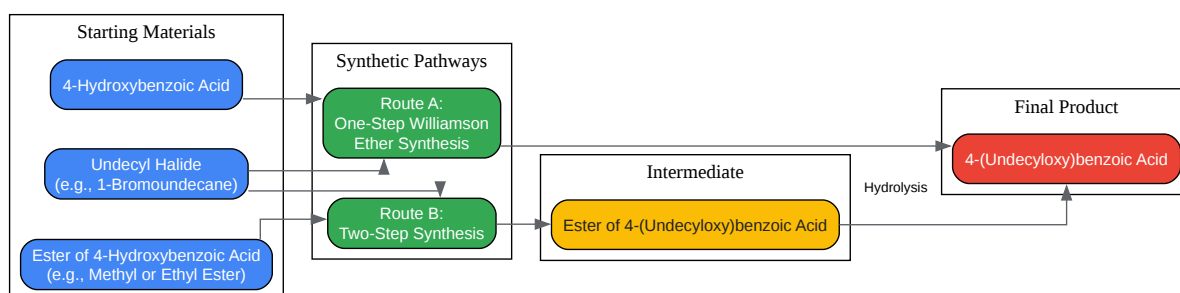 Starting Materials
4-Hydroxybenzoic Acid
Undecyl Halide
(e.g., 1-Bromoundecane)
Ester of 4-Hydroxybenzoic Acid
(e.g., Methyl or Ethyl Ester)
Synthetic Pathways
Route A:
One-Step Williamson
Ether Synthesis
Route B:
Two-Step Synthesis
Intermediate
Ester of 4-(Undecyloxy)benzoic Acid
Hydrolysis
Final Product
4-(Undecyloxy)benzoic Acid